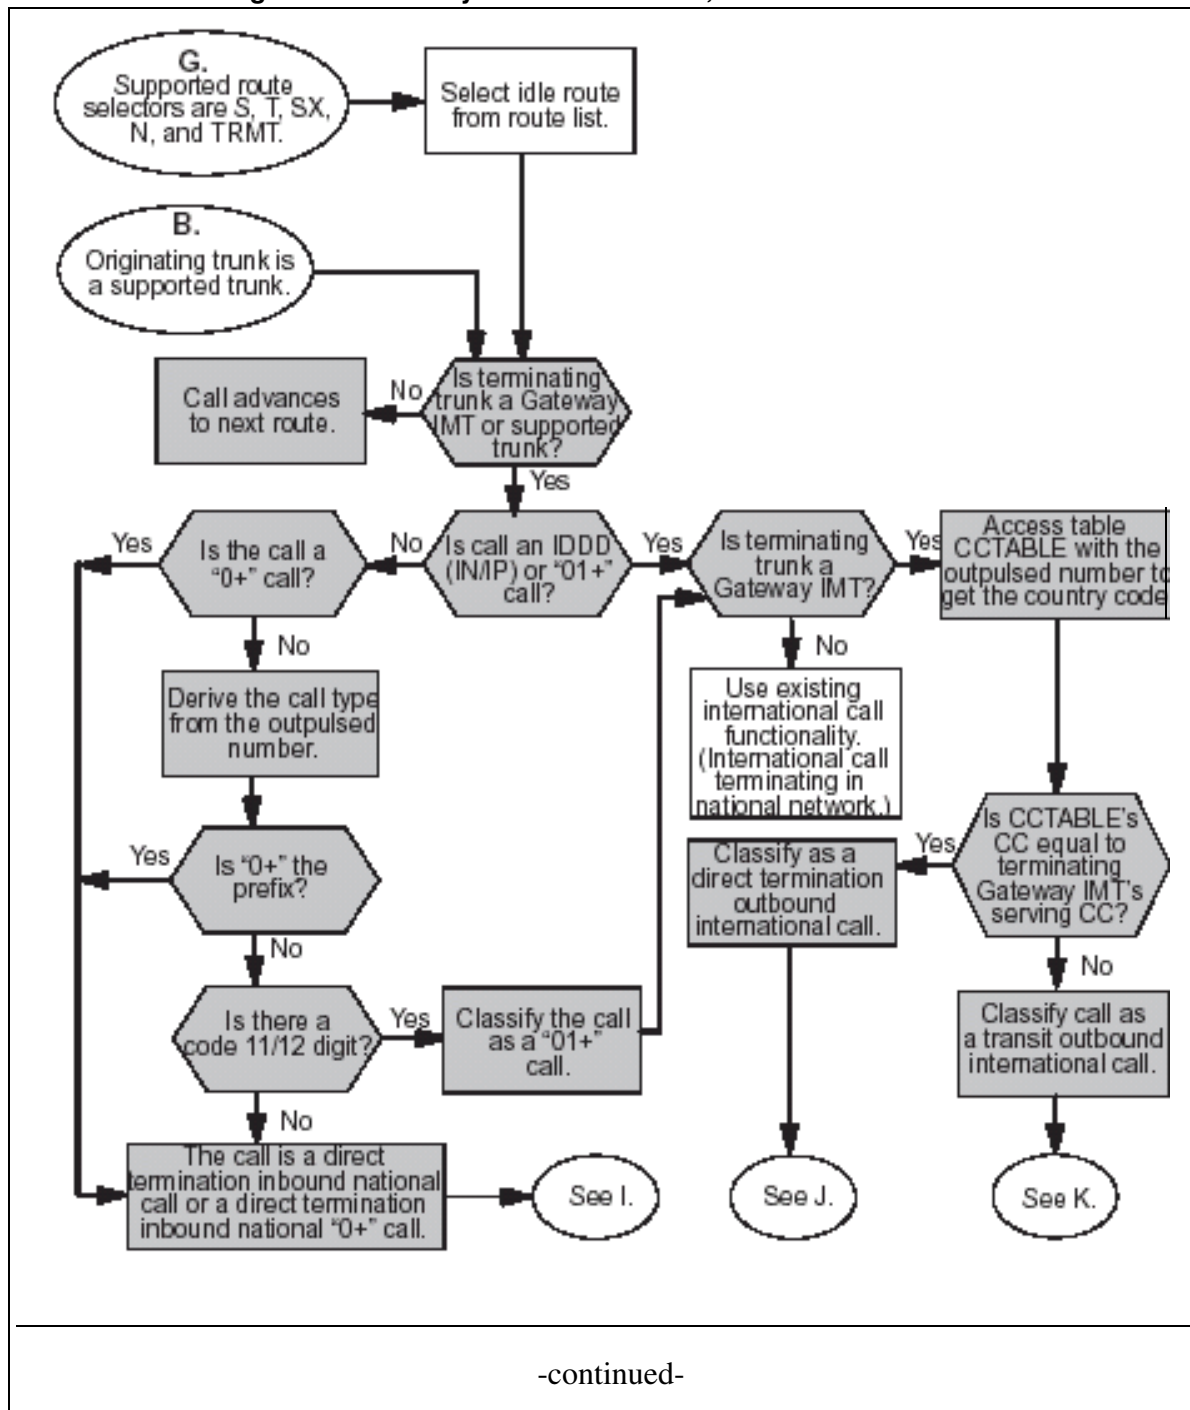 G.
Supported route
selectors are S, T, SX,
N, and TRMT.
Select idle route
from route list.
B.
Originating trunk is
a supported trunk.
Is terminating
trunk a Gateway
IMT or supported
trunk?
No
Call advances
to next route.
Yes
Is call an IDDD
(IN/IP) or “01+”
call?
No
Is the call a
“0+” call?
Yes
Yes
Is terminating
trunk a
Gateway IMT?
Yes
Access table
CCTABLE with the
outpulsed number to
get the country code
No
Derive the call type
from the outpulsed
number.
No
Use existing
international call
functionality.
(International call
terminating in
national network.)
Is “0+” the
prefix?
Yes
Is CCTABLE’s
CC equal to
terminating
Gateway IMT’s
serving CC?
Yes
Classify as a
direct termination
outbound
international call.
No
Is there a
code 11/12 digit?
Yes
Classify the call
as a “01+”
call.
No
Classify call as
a transit outbound
international call.
No
The call is a direct
termination inbound national
call or a direct termination
inbound national “0+” call.
See I.
See J.
See K.
-continued-